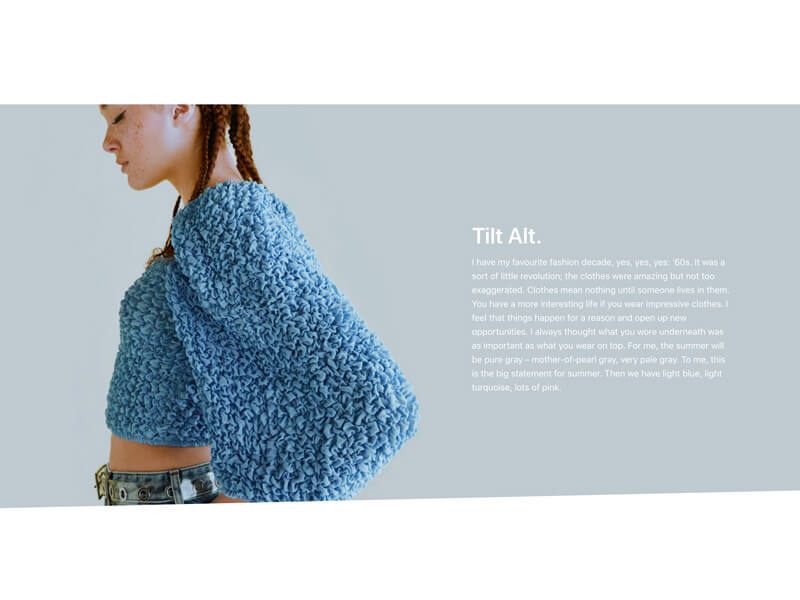 Tilt Alt.
I have my favourite fashion decade, yes, yes, yes: ‘60s. It was a
sort of little revolution; the clothes were amazing but not too
exaggerated. Clothes mean nothing until someone lives in them.
You have a more interesting life if you wear impressive clothes. I
feel that things happen for a reason and open up new
opportunities. I always thought what you wore underneath was
as important as what you wear on top. For me, the summer will
be pure gray – mother-of-pearl gray, very pale gray. To me, this
is the big statement for summer. Then we have light blue, light
turquoise, lots of pink.